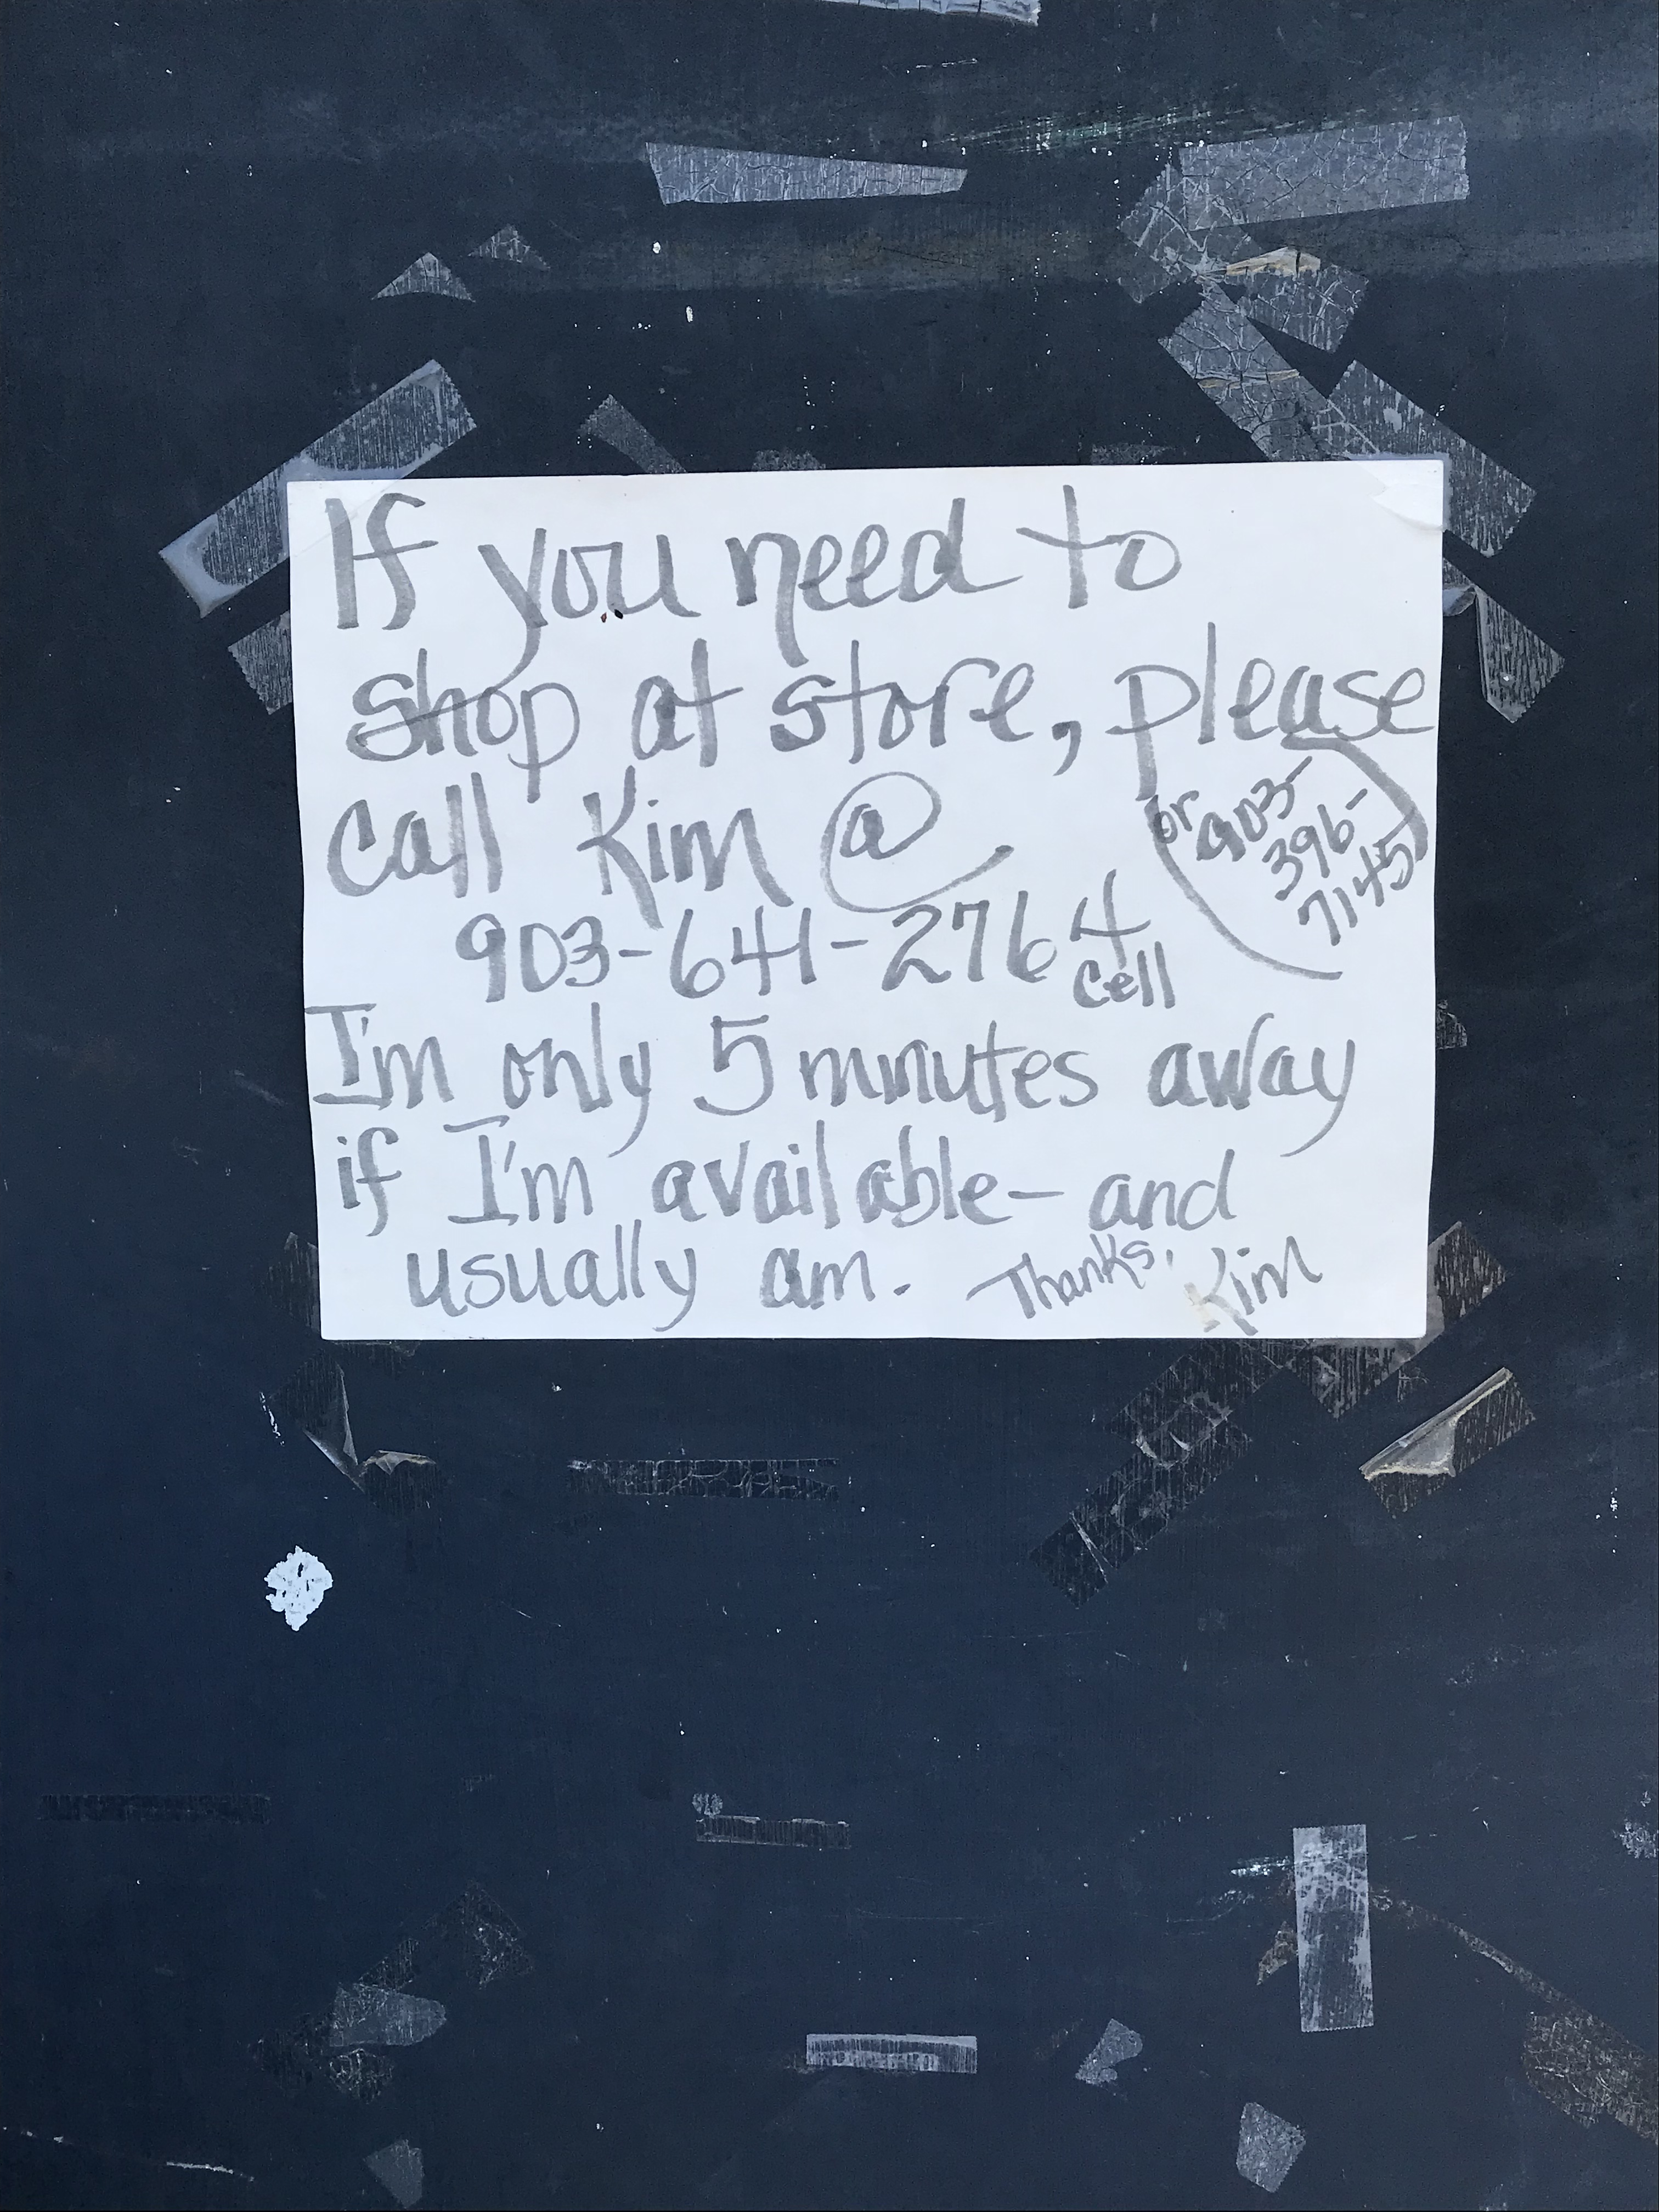 If you need to
Shop at Store, Please
Call Kim @
903-641-2764 cell
or 903-
396-
7145
I'm only 5 minutes away
if I'm available- and
usually am. Thanks! Kim